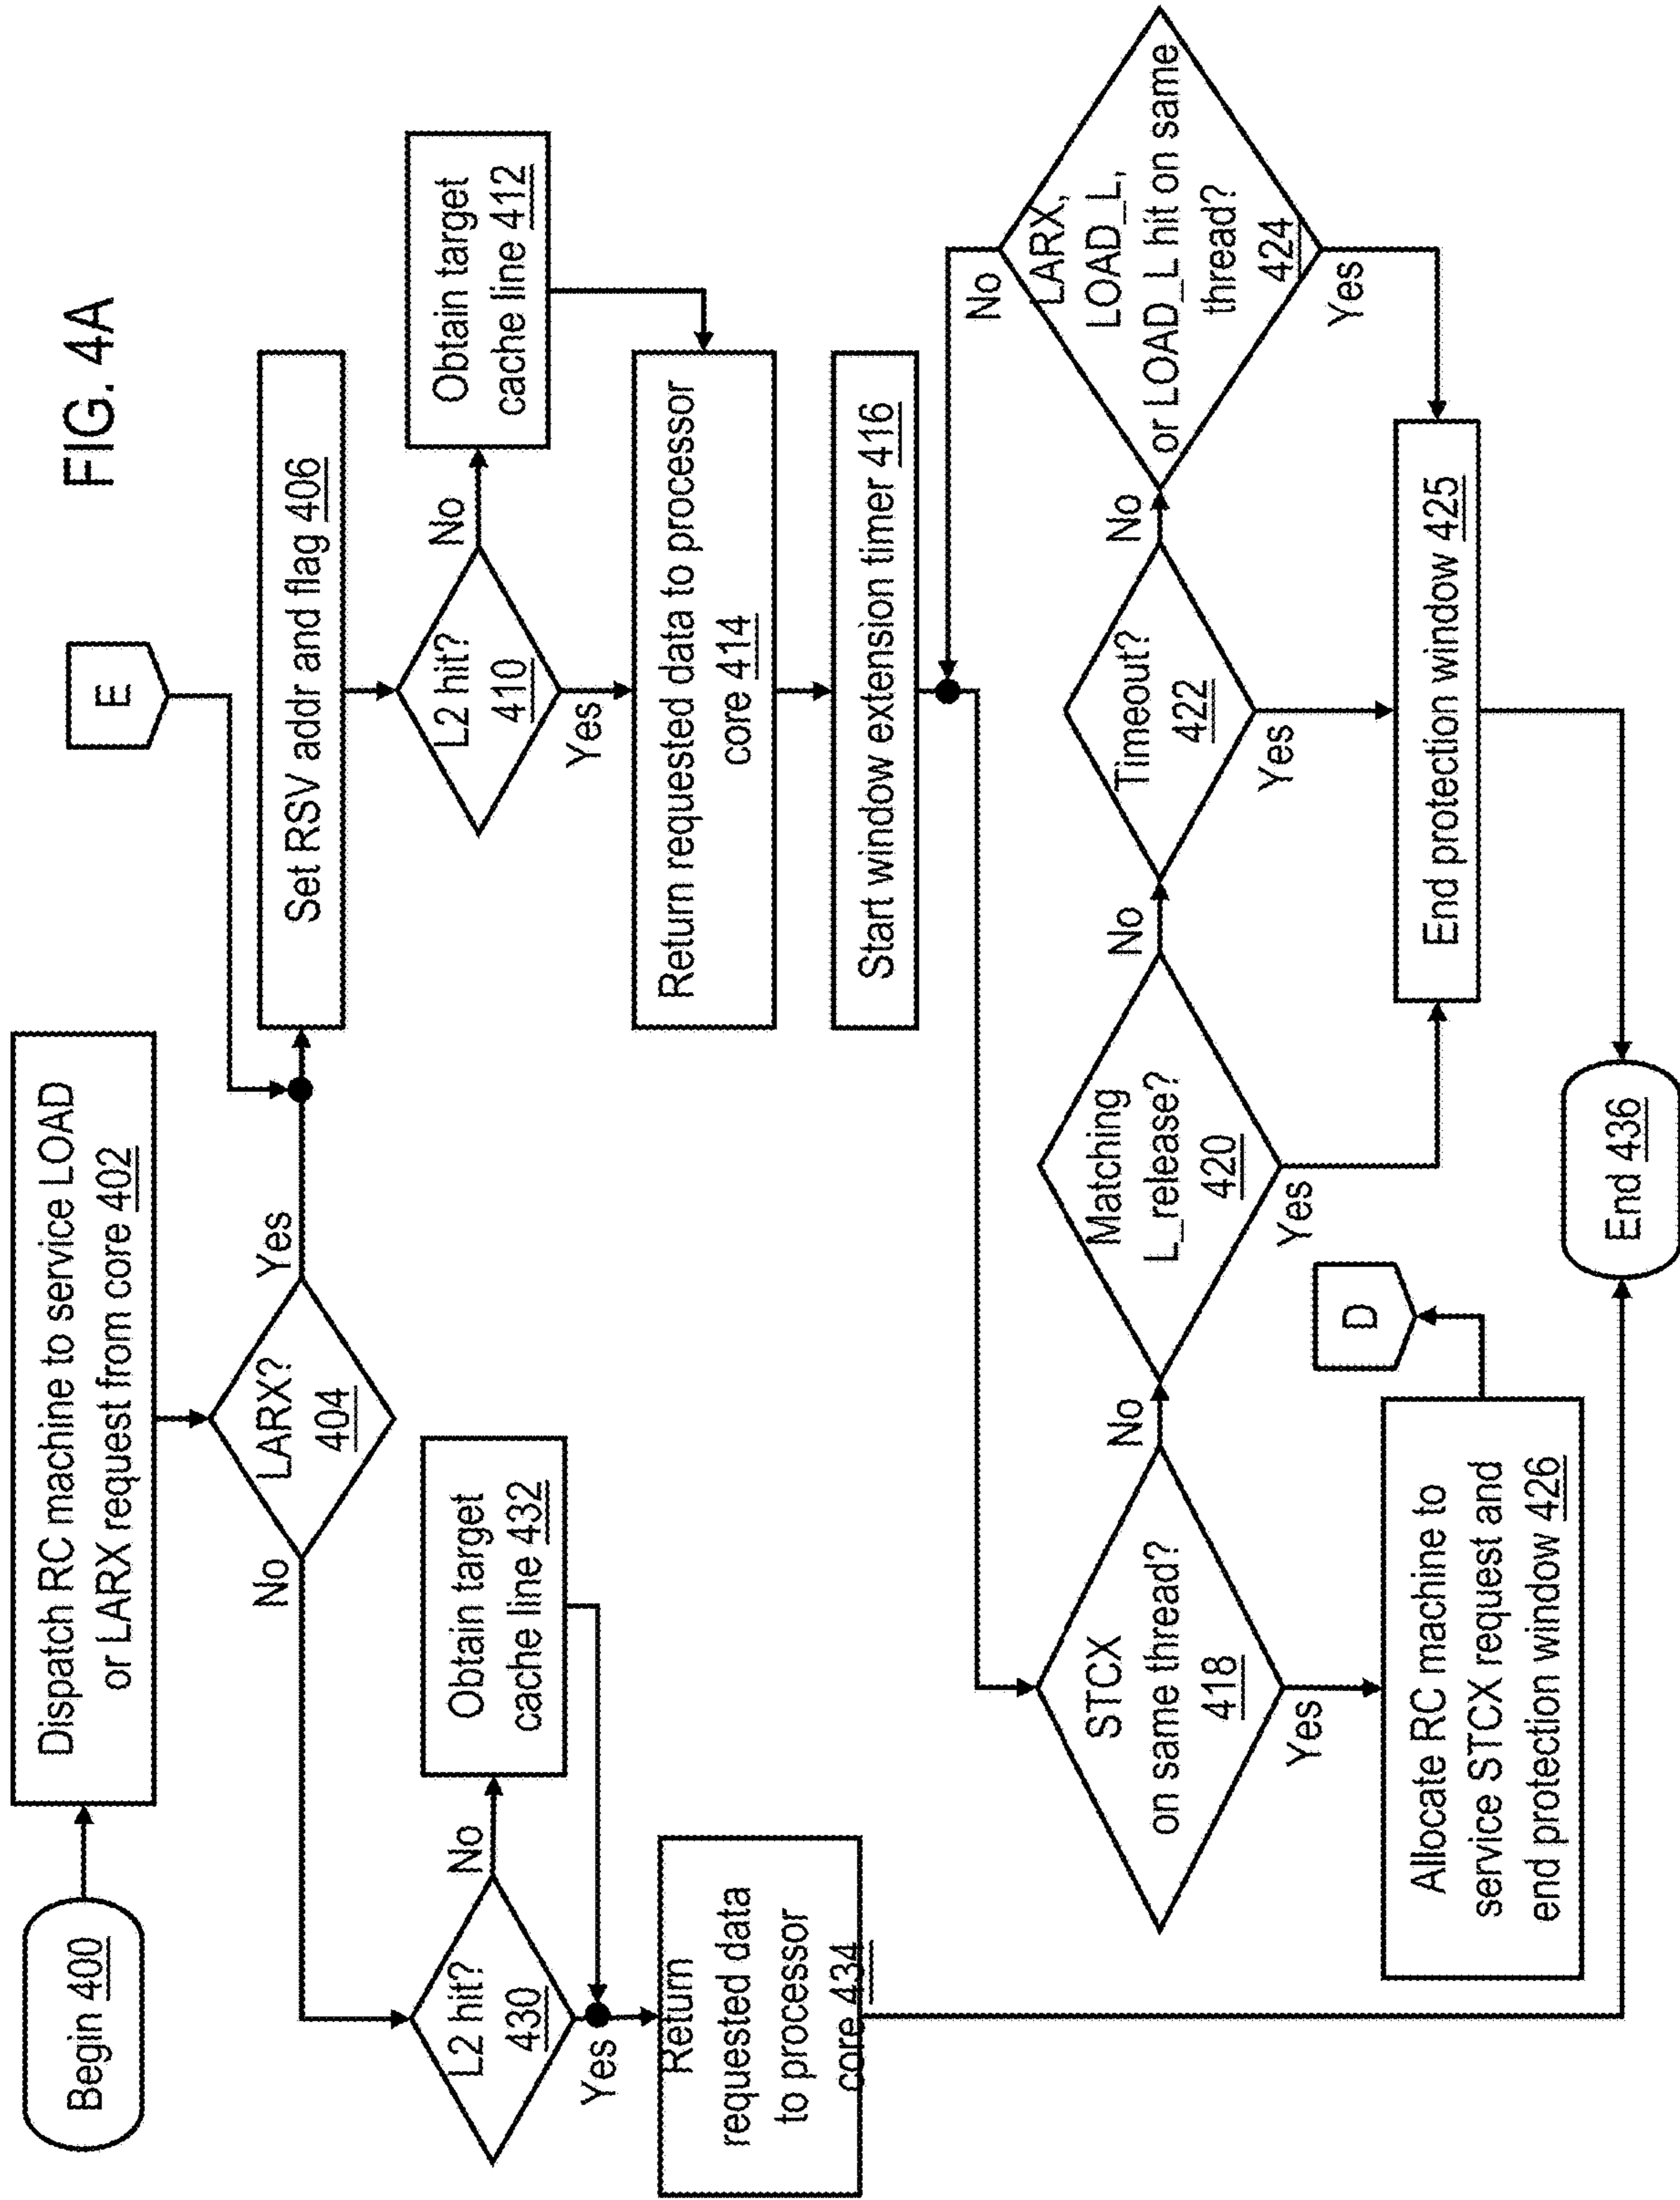 FIG. 4A
Begin 400
Dispatch RC machine to service LOAD
or LARX request from core 402
E
LARX?
404
No
Yes
Set RSV addr and flag 406
L2 hit?
430
No
Yes
Obtain target
cache line 432
L2 hit?
410
No
Yes
Obtain target
cache line 412
Return
requested data
to processor
core 434
Return requested data to processor
core 414
Start window extension timer 416
STCX
on same thread?
418
No
Yes
Matching
L_release?
420
No
Yes
Timeout?
422
No
Yes
LARX,
LOAD_L,
or LOAD_L hit on same
thread?
424
No
Yes
Allocate RC machine to
service STCX request and
end protection window 426
D
End protection window 425
End 436